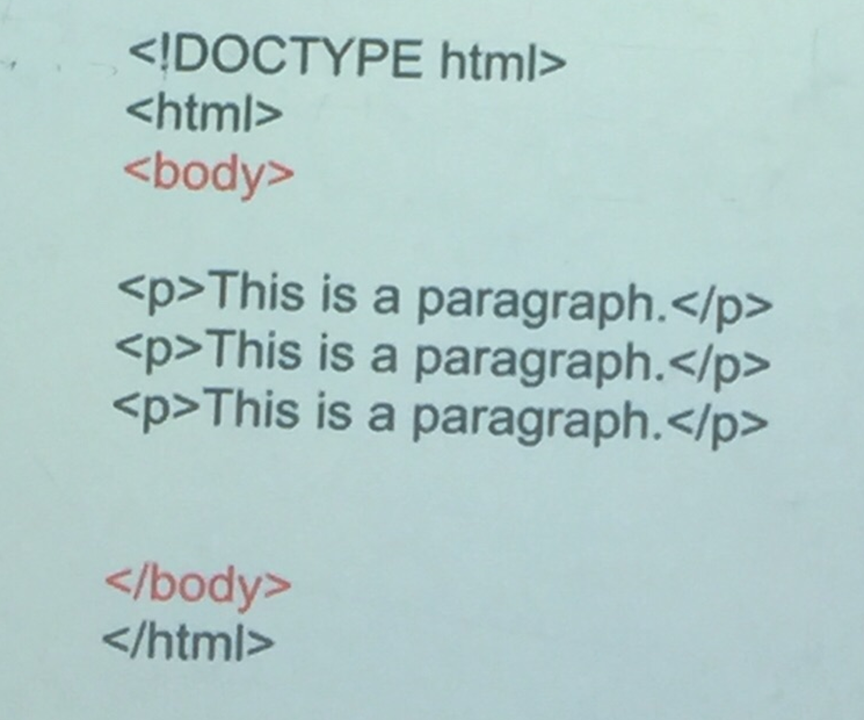 <!DOCTYPE html>
<html>
<body>
<p>This is a paragraph.</p>
<p>This is a paragraph.</p>
<p>This is a paragraph.</p>
</body>
</html>